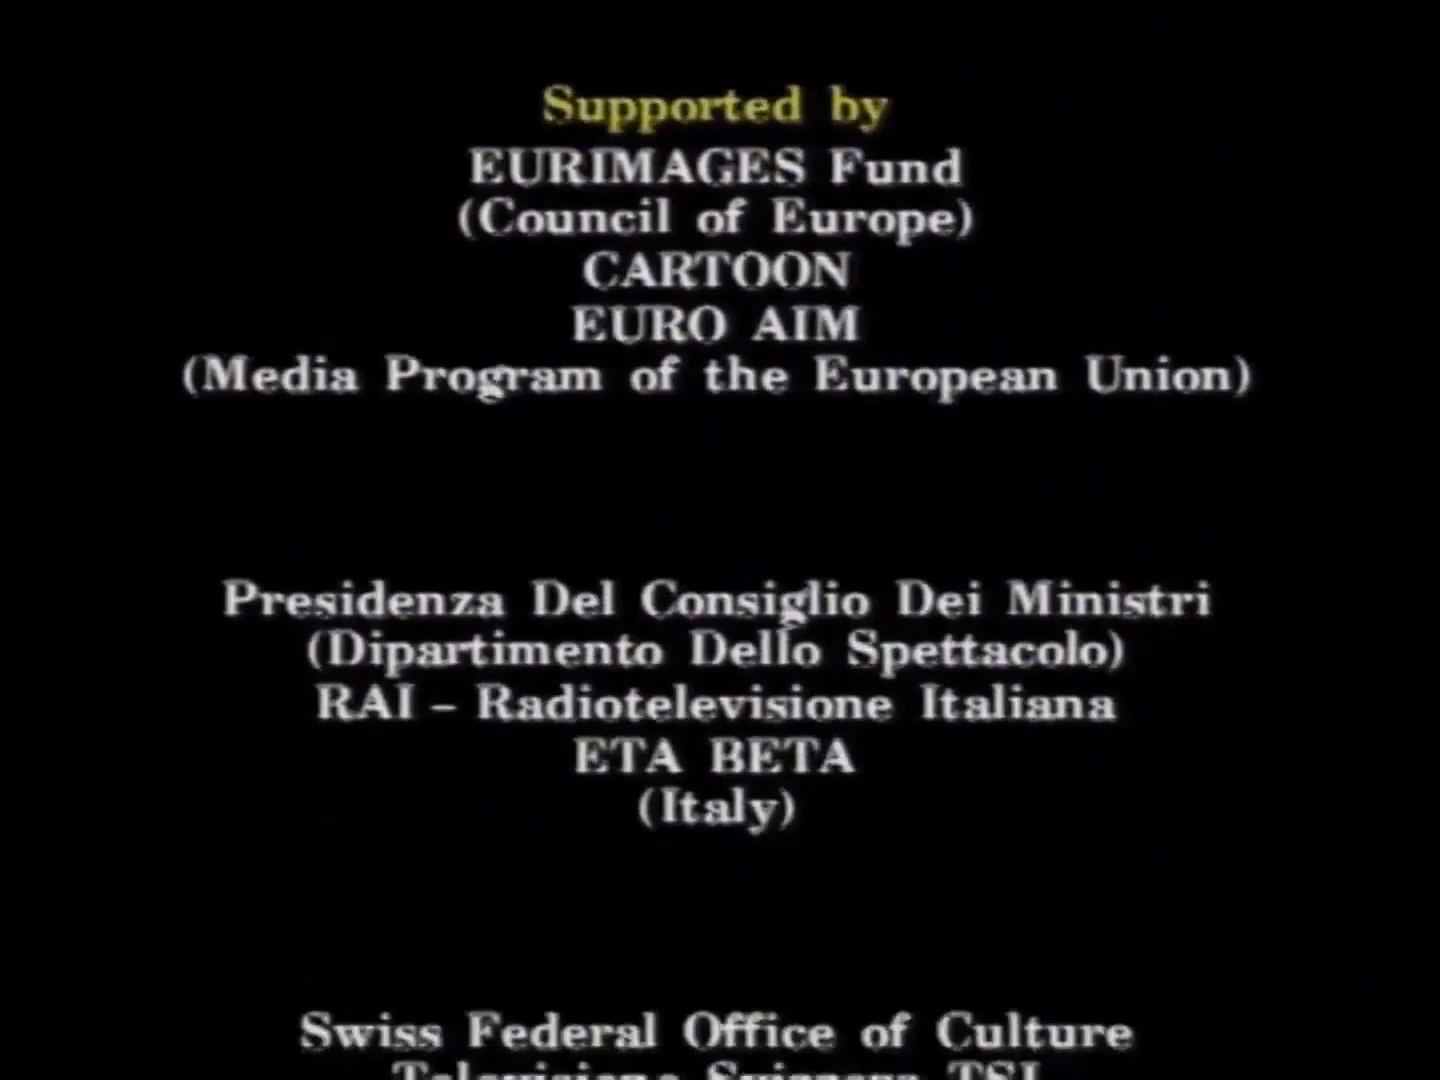 Supported by
EURIMAGES Fund
(Council of Europe)
CARTOON
EURO AIM
(Media Program of the European Union)
Presidenza Del Consiglio Dei Ministri
(Dipartimento Dello Spettacolo)
RAI – Radiotelevisione Italiana
ETA BETA
(Italy)
Swiss Federal Office of Culture
TSI